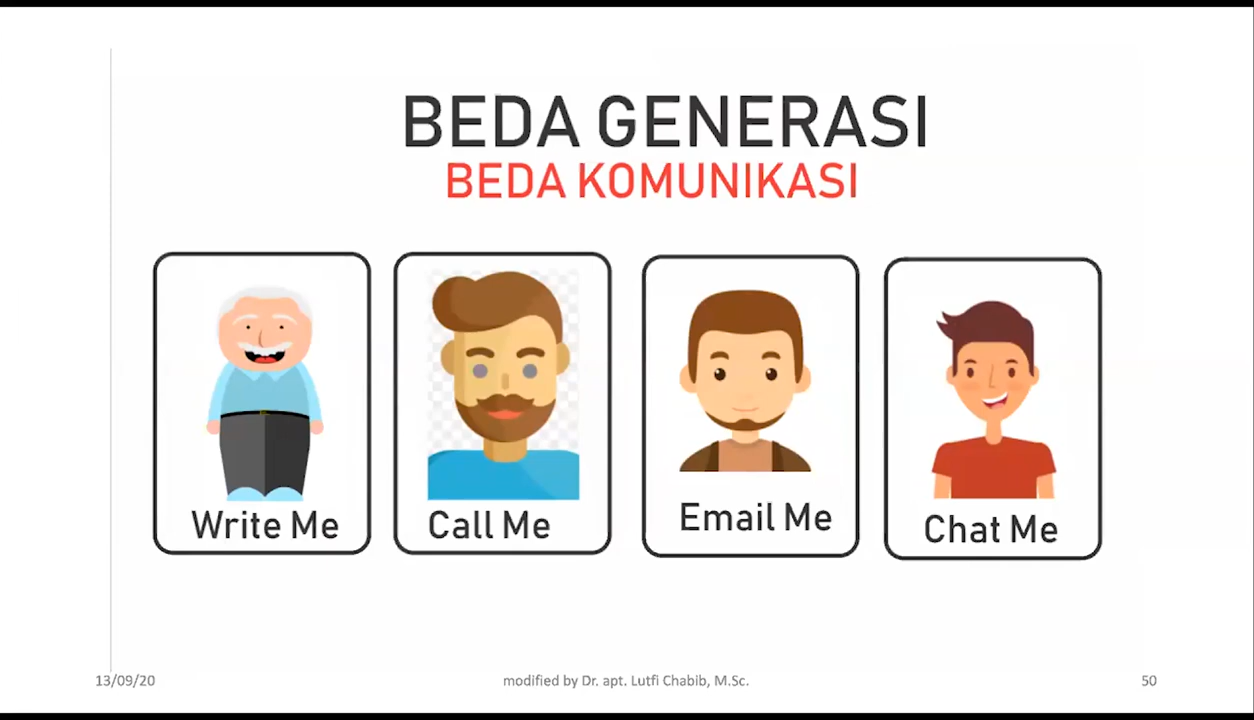 BEDA GENERASI
BEDA KOMUNIKASI
Write Me
Call Me
Email Me
Chat Me
13/09/20
modified by Dr. apt. Lutfi Chabib, M.Sc.
50